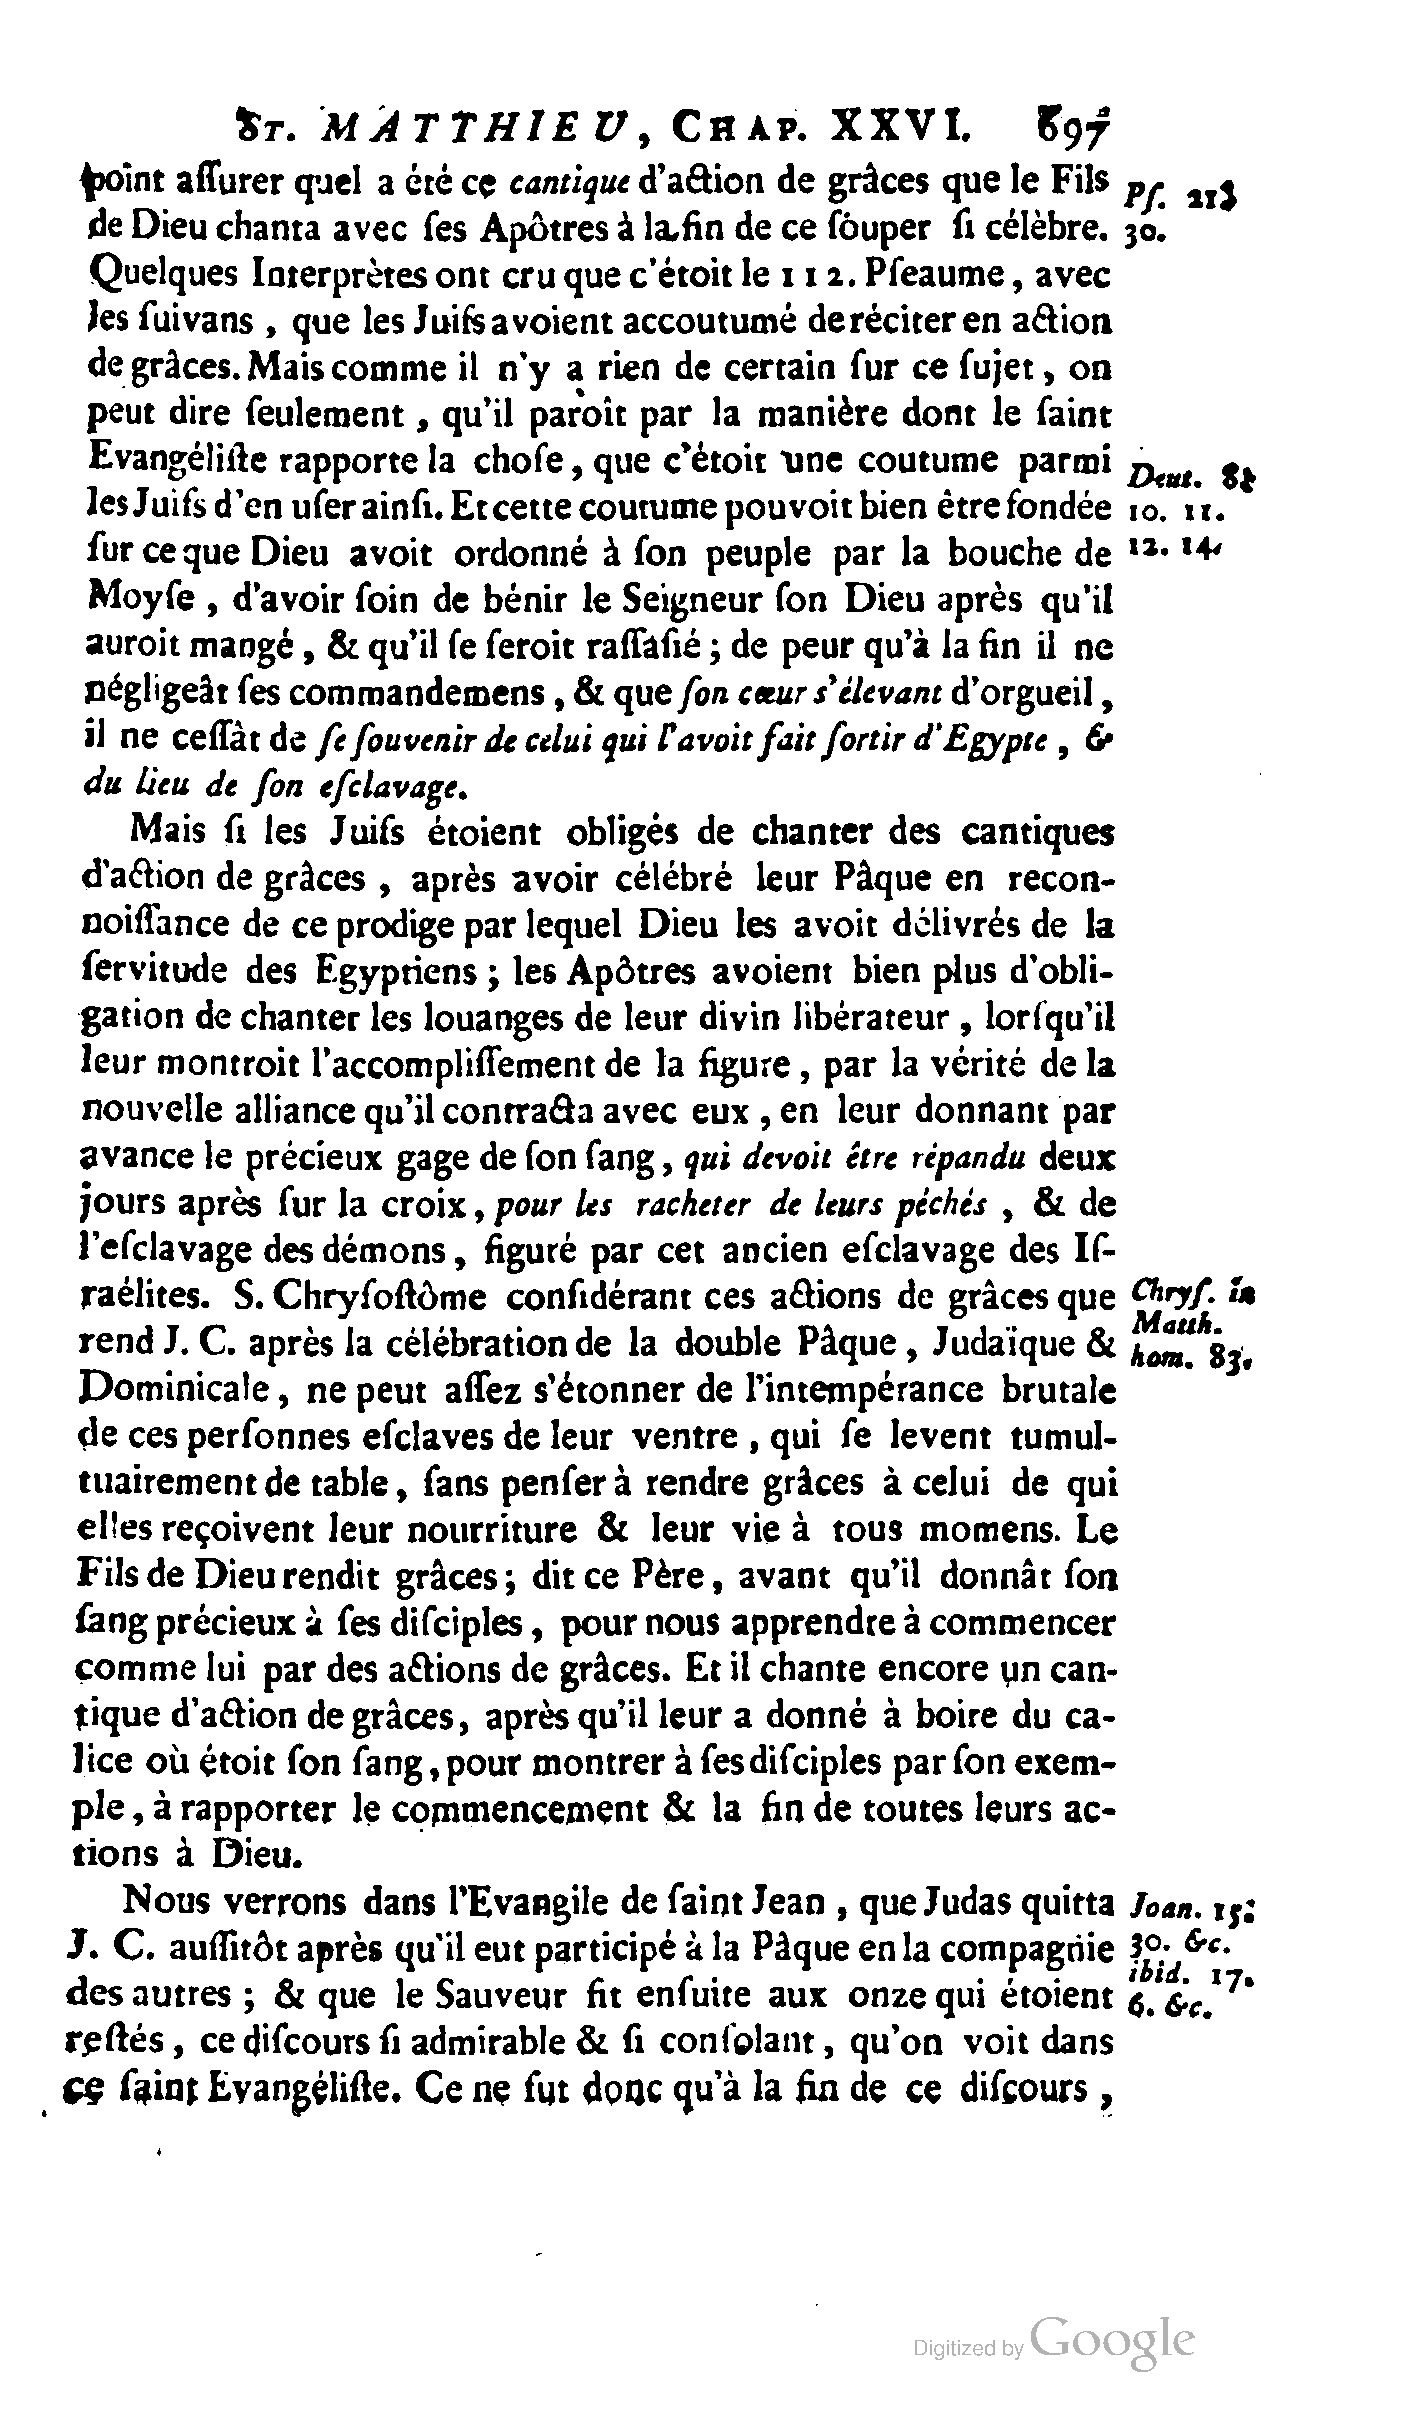 ST. MATTHIEU, CHAP. XXVI.
point aſſurer quel a été ce cantique d'action de grâces que le Fils
de Dieu chanta avec ſes Apôtres à la fin de ce ſouper ſi célèbre.
Pſ.
30.
Quelques Interprètes ont cru que c'étoit le 112. Pſeaume, avec
les ſuivans, que les Juifs avoient accoutumé de réciter en action
de grâces. Mais comme il n'y a rien de certain ſur ce ſujet, on
peut dire ſeulement, qu'il paroît par la manière dont le ſaint
Evangéliſte rapporte la choſe, que c'étoit une coutume parmi
les Juifs d'en uſer ainſi. Et cette coutume pouvoit bien être fondée
ſur ce que Dieu avoit ordonné à ſon peuple par la bouche de
Deut. 8.
10. 11.
12. 14.
Moyſe, d'avoir ſoin de bénir le Seigneur ſon Dieu après qu'il
auroit mangé, & qu'il ſe ſeroit raſſaſié; de peur qu'à la fin il ne
négligeât ſes commandemens, & que ſon cœur s'élevant d'orgueil,
il ne ceſſât de ſe ſouvenir de celui qui l'avoit fait ſortir d'Egypte, &
du lieu de ſon eſclavage.
Mais ſi les Juifs étoient obligés de chanter des cantiques
d'action de grâces, après avoir célébré leur Pâque en recon-
noiſſance de ce prodige par lequel Dieu les avoit délivrés de la
ſervitude des Egyptiens; les Apôtres avoient bien plus d'obli-
gation de chanter les louanges de leur divin libérateur, lorſqu'il
leur montroit l'accompliſſement de la figure, par la vérité de la
nouvelle alliance qu'il contracta avec eux, en leur donnant par
avance le précieux gage de ſon ſang, qui devoit être répandu deux
jours après ſur la croix, pour les racheter de leurs péchés, & de
l'eſclavage des démons, figuré par cet ancien eſclavage des Iſ-
raélites. S. Chryſoſtôme conſidérant ces actions de grâces que
rend J. C. après la célébration de la double Pâque, Judaïque &
Chryſ. in
Matth.
hom. 83.
Dominicale, ne peut aſſez s'étonner de l'intempérance brutale
de ces perſonnes eſclaves de leur ventre, qui ſe levent tumul-
tuairement de table, ſans penſer à rendre grâces à celui de qui
elles reçoivent leur nourriture & leur vie à tous momens. Le
Fils de Dieu rendit grâces; dit ce Père, avant qu'il donnât ſon
ſang précieux à ſes diſciples, pour nous apprendre à commencer
comme lui par des actions de grâces. Et il chante encore un can-
tique d'action de grâces, après qu'il leur a donné à boire du ca-
lice où étoit ſon ſang, pour montrer à ſes diſciples par ſon exem-
ple, à rapporter le commencement & la fin de toutes leurs ac-
tions à Dieu.
Nous verrons dans l'Evangile de ſaint Jean, que Judas quitta
J. C. auſſitôt après qu'il eut participé à la Pâque en la compagnie
des autres; & que le Sauveur fit enſuite aux onze qui étoient
Joan.
30. &c.
ibid. 17.
6. &c.
reſtés, ce diſcours ſi admirable & ſi conſolant, qu'on voit dans
ce ſaint Evangéliſte. Ce ne fut donc qu'à la fin de ce diſcours,
Digitized by Google